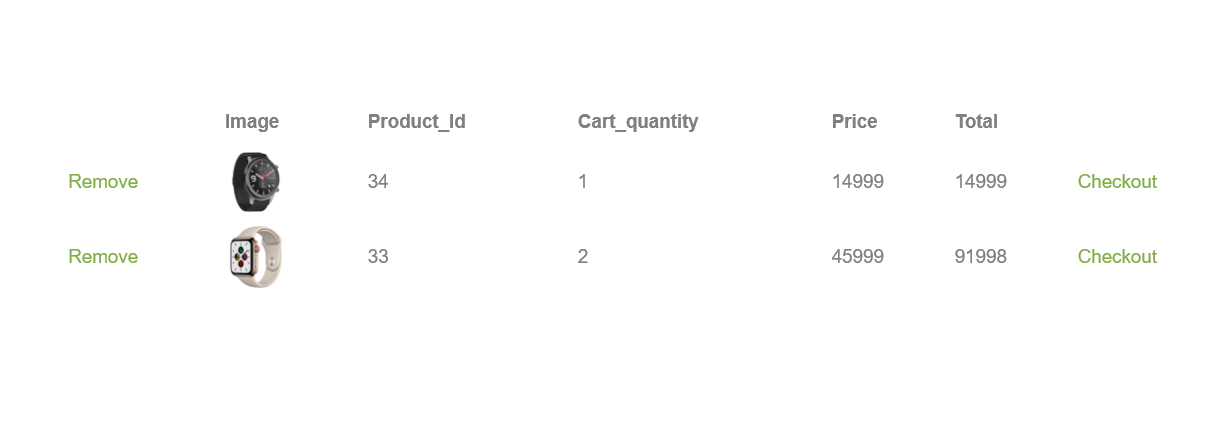 Image Product_Id Cart_quantity Price Total
Remove 34 1 14999 14999 Checkout
Remove 33 2 45999 91998 Checkout